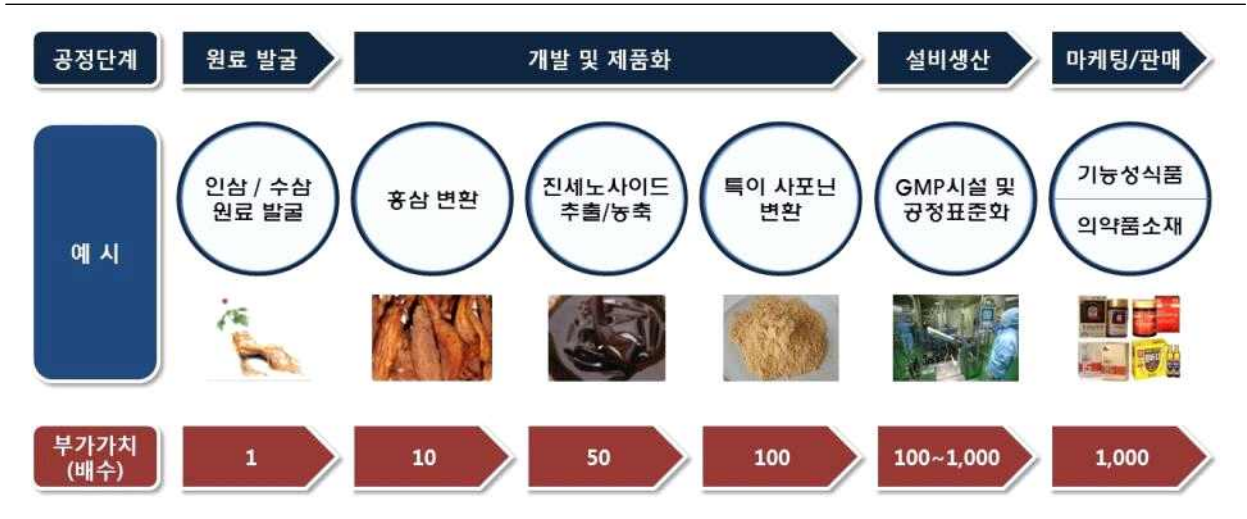 공정단계
원료 발굴
개발 및 제품화
설비생산
마케팅/판매
예 시
인삼 / 수삼
원료 발굴
홍삼 변환
진세노사이드
추출/농축
특이 사포닌
변환
GMP시설 및
공정표준화
기능성식품
의약품소재
부가가치
(배수)
1
10
50
100
100~1,000
1,000